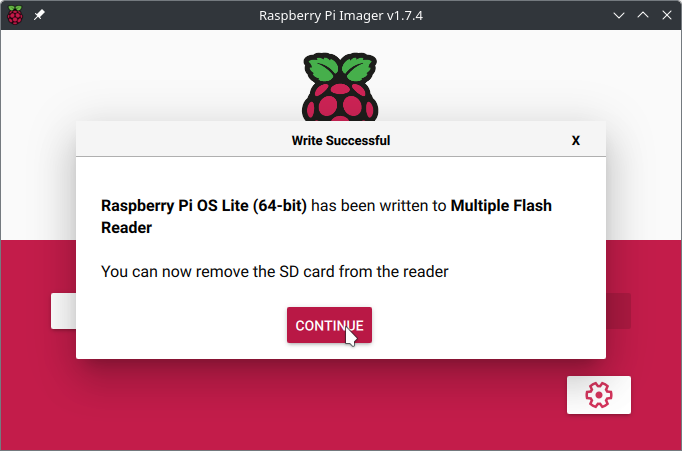 Raspberry Pi Imager v1.7.4
Write Successful
X
Raspberry Pi OS Lite (64-bit) has been written to Multiple Flash
Reader
You can now remove the SD card from the reader
CONTINUE